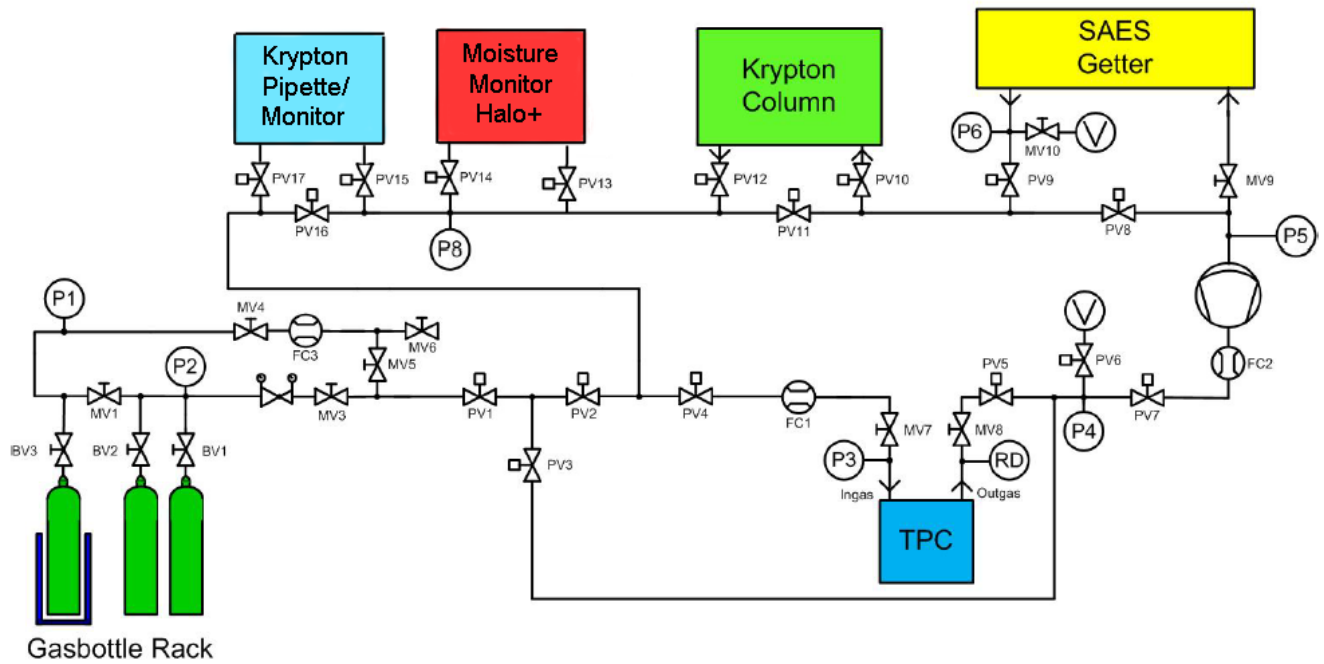 Krypton
Pipette/
Monitor
Moisture
Monitor
Halo+
Krypton
Column
SAES
Getter
P6
MV10
V
PV17
PV15
PV14
PV13
PV12
PV10
PV9
MV9
PV16
P8
PV11
PV8
P5
P1
MV4
FC3
MV6
MV5
V
PV6
FC2
P2
MV1
MV3
PV1
PV2
PV4
FC1
PV5
PV7
P4
BV3
BV2
BV1
PV3
MV7
MV8
P3
RD
Ingas
Outgas
TPC
Gasbottle Rack